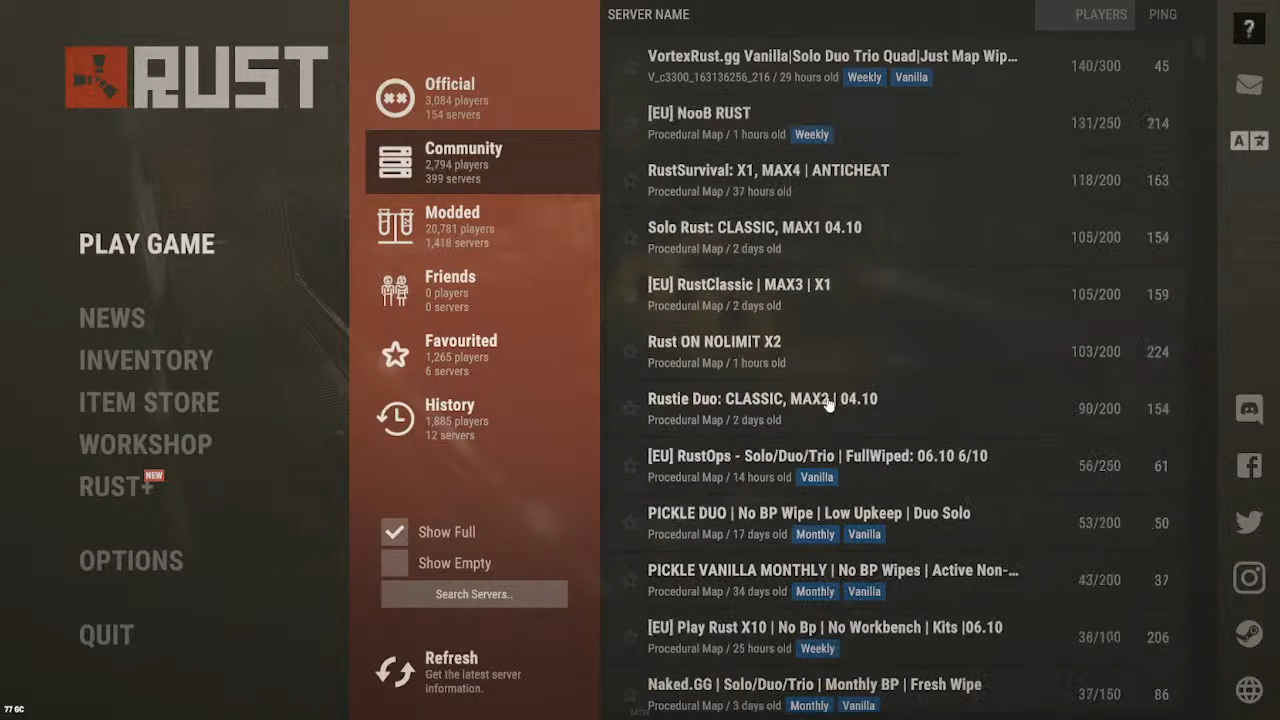 RUST
PLAY GAME
NEWS
INVENTORY
ITEM STORE
WORKSHOP
RUST+ NEW
OPTIONS
QUIT
77 GC
Official
3,084 players
154 servers
Community
2,794 players
399 servers
Modded
20,781 players
1,418 servers
Friends
0 players
0 servers
Favourited
1,265 players
6 servers
History
1,885 players
12 servers
Show Full
Show Empty
Search Servers..
Refresh
Get the latest server
information.
SERVER NAME PLAYERS PING
VortexRust.gg Vanilla|Solo Duo Trio Quad|Just Map Wip... 140/300 45
V_c3300_163136256_216 / 29 hours old Weekly Vanilla
[EU] NooB RUST 131/250 214
Procedural Map / 1 hours old Weekly
RustSurvival: X1, MAX4 | ANTICHEAT 118/200 163
Procedural Map / 37 hours old
Solo Rust: CLASSIC, MAX1 04.10 105/200 154
Procedural Map / 2 days old
[EU] RustClassic | MAX3 | X1 105/200 159
Procedural Map / 2 days old
Rust ON NOLIMIT X2 103/200 224
Procedural Map / 1 hours old
Rustie Duo: CLASSIC, MAX2 | 04.10 90/200 154
Procedural Map / 2 days old
[EU] RustOps - Solo/Duo/Trio | FullWiped: 06.10 6/10 56/250 61
Procedural Map / 14 hours old Vanilla
PICKLE DUO | No BP Wipe | Low Upkeep | Duo Solo 53/200 50
Procedural Map / 17 days old Monthly Vanilla
PICKLE VANILLA MONTHLY | No BP Wipes | Active Non-... 43/200 37
Procedural Map / 34 days old Monthly Vanilla
[EU] Play Rust X10 | No Bp | No Workbench | Kits |06.10 38/100 206
Procedural Map / 25 hours old Weekly
Naked.GG | Solo/Duo/Trio | Monthly BP | Fresh Wipe 37/150 86
Procedural Map / 3 days old Monthly Vanilla
?
A